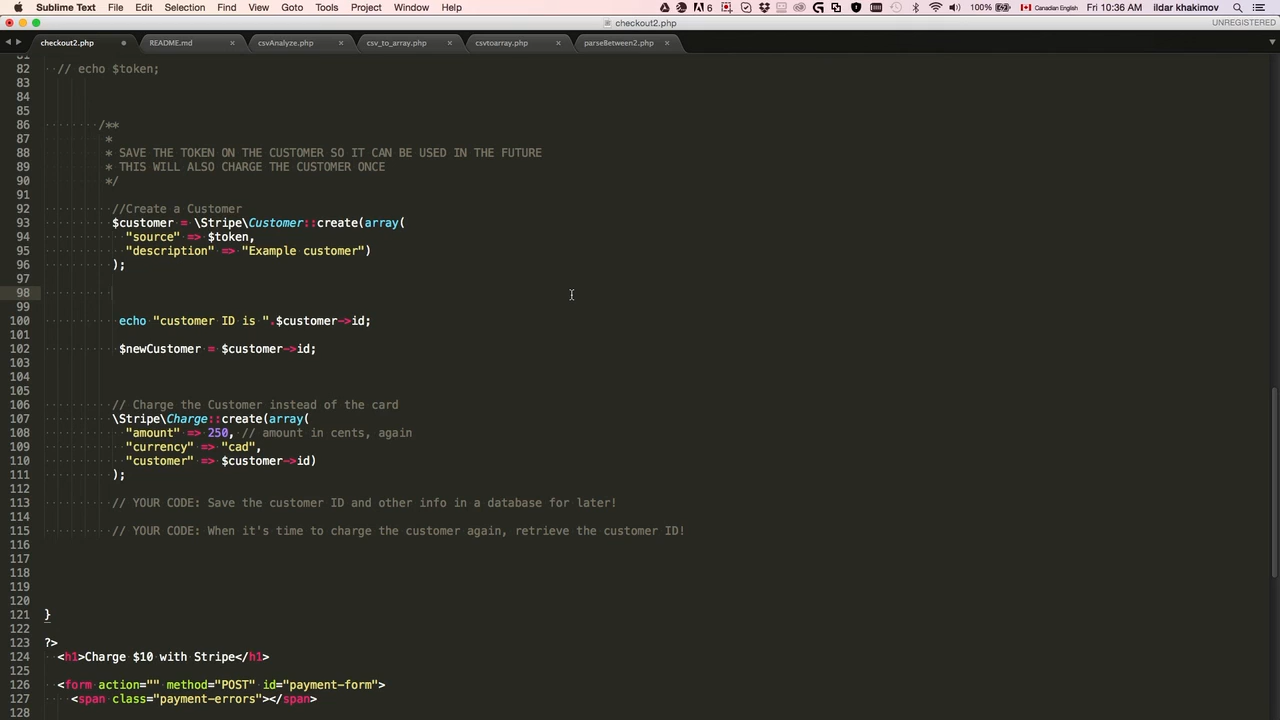 Sublime Text File Edit Selection Find View Goto Tools Project Window Help 6 100% Canadian English Fri 10:36 AM ildar khakimov
checkout2.php UNREGISTERED
checkout2.php README.md csvAnalyze.php csv_to_array.php csvtoarray.php parseBetween2.php
82 // echo $token;
83
84
85
86 /**
87 *
88 * SAVE THE TOKEN ON THE CUSTOMER SO IT CAN BE USED IN THE FUTURE
89 * THIS WILL ALSO CHARGE THE CUSTOMER ONCE
90 */
91
92 //Create a Customer
93 $customer = \Stripe\Customer::create(array(
94 "source" => $token,
95 "description" => "Example customer")
96 );
97
98
99
100 echo "customer ID is ".$customer->id;
101
102 $newCustomer = $customer->id;
103
104
105
106 // Charge the Customer instead of the card
107 \Stripe\Charge::create(array(
108 "amount" => 250, // amount in cents, again
109 "currency" => "cad",
110 "customer" => $customer->id)
111 );
112
113 // YOUR CODE: Save the customer ID and other info in a database for later!
114
115 // YOUR CODE: When it's time to charge the customer again, retrieve the customer ID!
116
117
118
119
120
121 }
122
123 ?>
124 <h1>Charge $10 with Stripe</h1>
125
126 <form action="" method="POST" id="payment-form">
127 <span class="payment-errors"></span>
128